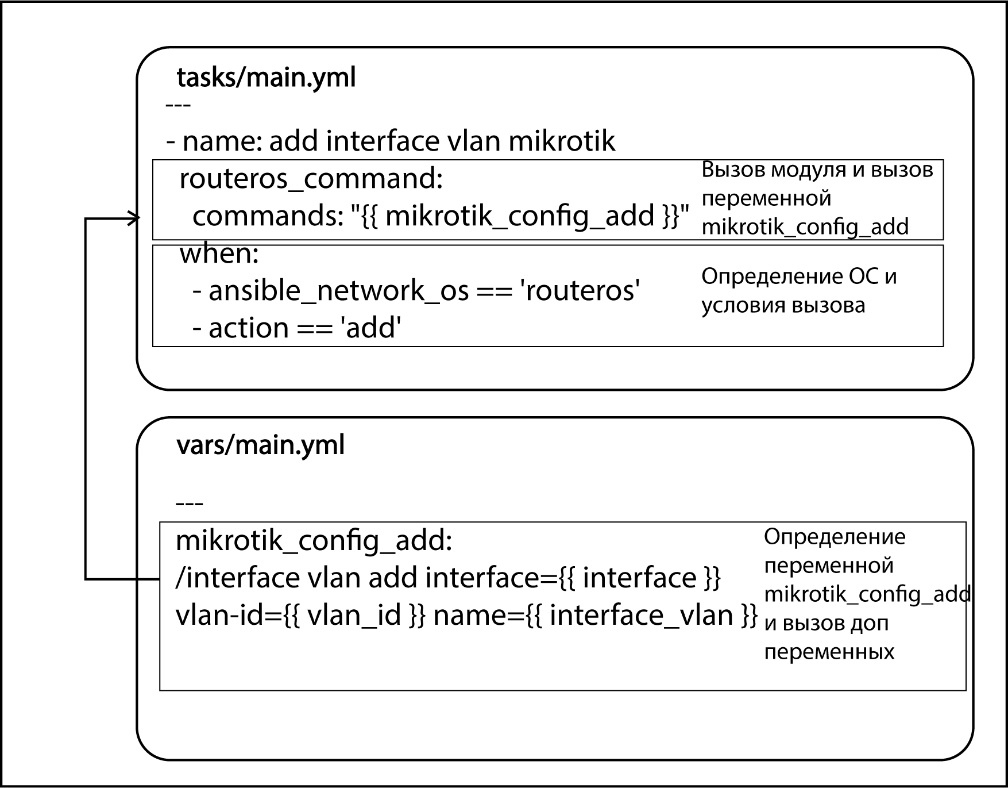 tasks/main.yml
---
- name: add interface vlan mikrotik
routeros_command:
commands: "{{ mikrotik_config_add }}"
Вызов модуля и вызов
переменной
mikrotik_config_add
when:
- ansible_network_os == 'routeros'
- action == 'add'
Определение ОС и
условия вызова
vars/main.yml
---
mikrotik_config_add:
/interface vlan add interface={{ interface }}
vlan-id={{ vlan_id }} name={{ interface_vlan }}
Определение
переменной
mikrotik_config_add
и вызов доп
переменных